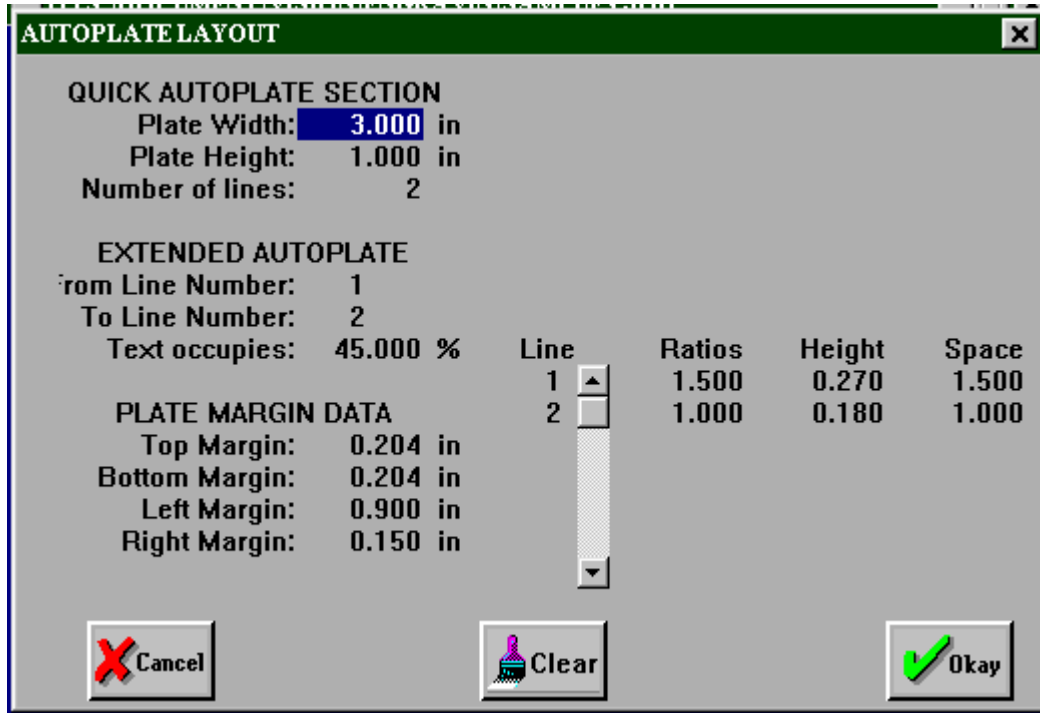 AUTOPLATE LAYOUT
QUICK AUTOPLATE SECTION
Plate Width: 3.000 in
Plate Height: 1.000 in
Number of lines: 2
EXTENDED AUTOPLATE
From Line Number: 1
To Line Number: 2
Text occupies: 45.000 %
Line Ratios Height Space
1 1.500 0.270 1.500
2 1.000 0.180 1.000
PLATE MARGIN DATA
Top Margin: 0.204 in
Bottom Margin: 0.204 in
Left Margin: 0.900 in
Right Margin: 0.150 in
Cancel
Clear
Okay